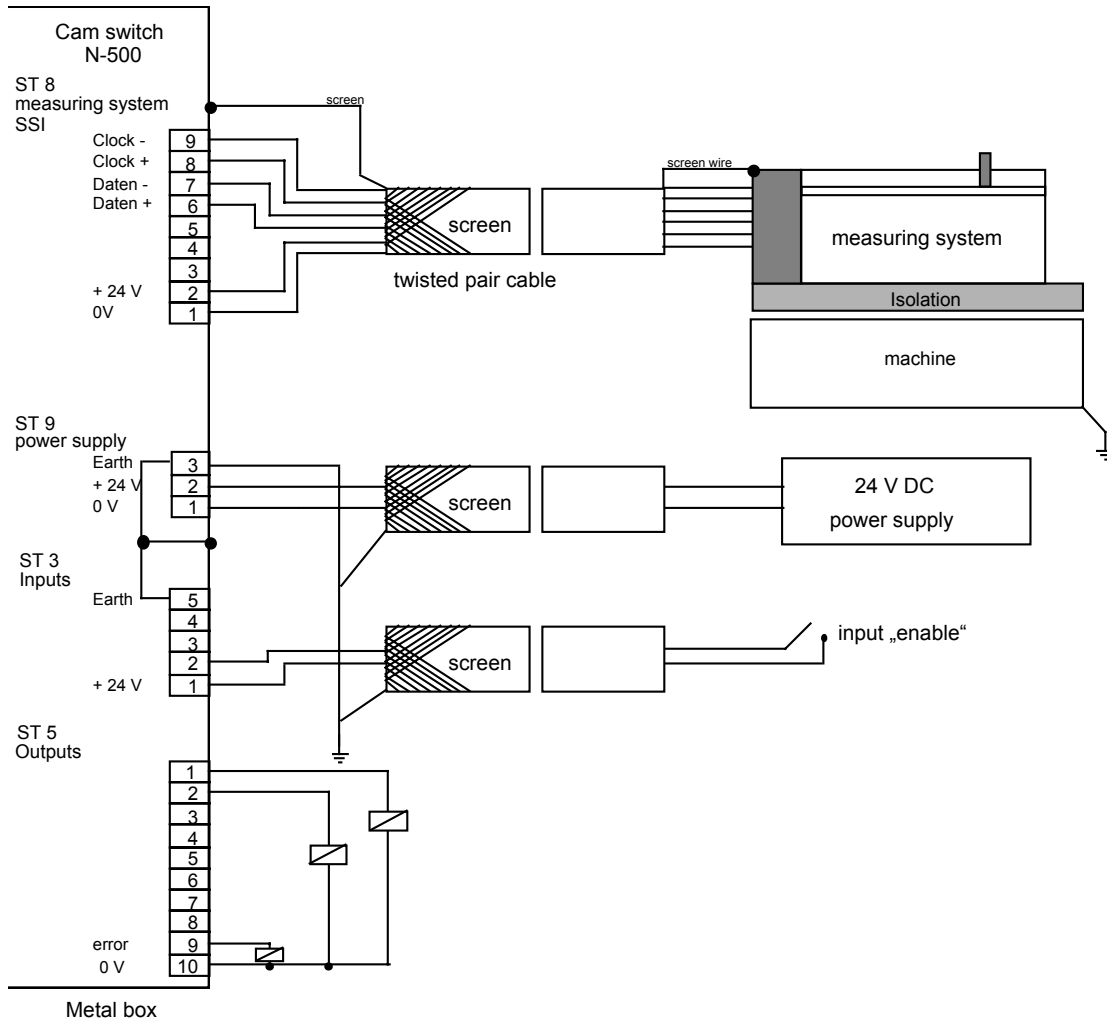 Cam switch
N-500
ST 8
measuring system
SSI
screen
Clock - 9
Clock + 8
Daten - 7
Daten + 6
5
4
3
+ 24 V 2
0V 1
screen
twisted pair cable
screen wire
measuring system
Isolation
machine
ST 9
power supply
Earth 3
+ 24 V 2
0 V 1
screen
24 V DC
power supply
ST 3
Inputs
Earth 5
4
3
2
+ 24 V 1
screen
input „enable“
ST 5
Outputs
1
2
3
4
5
6
7
8
error 9
0 V 10
Metal box